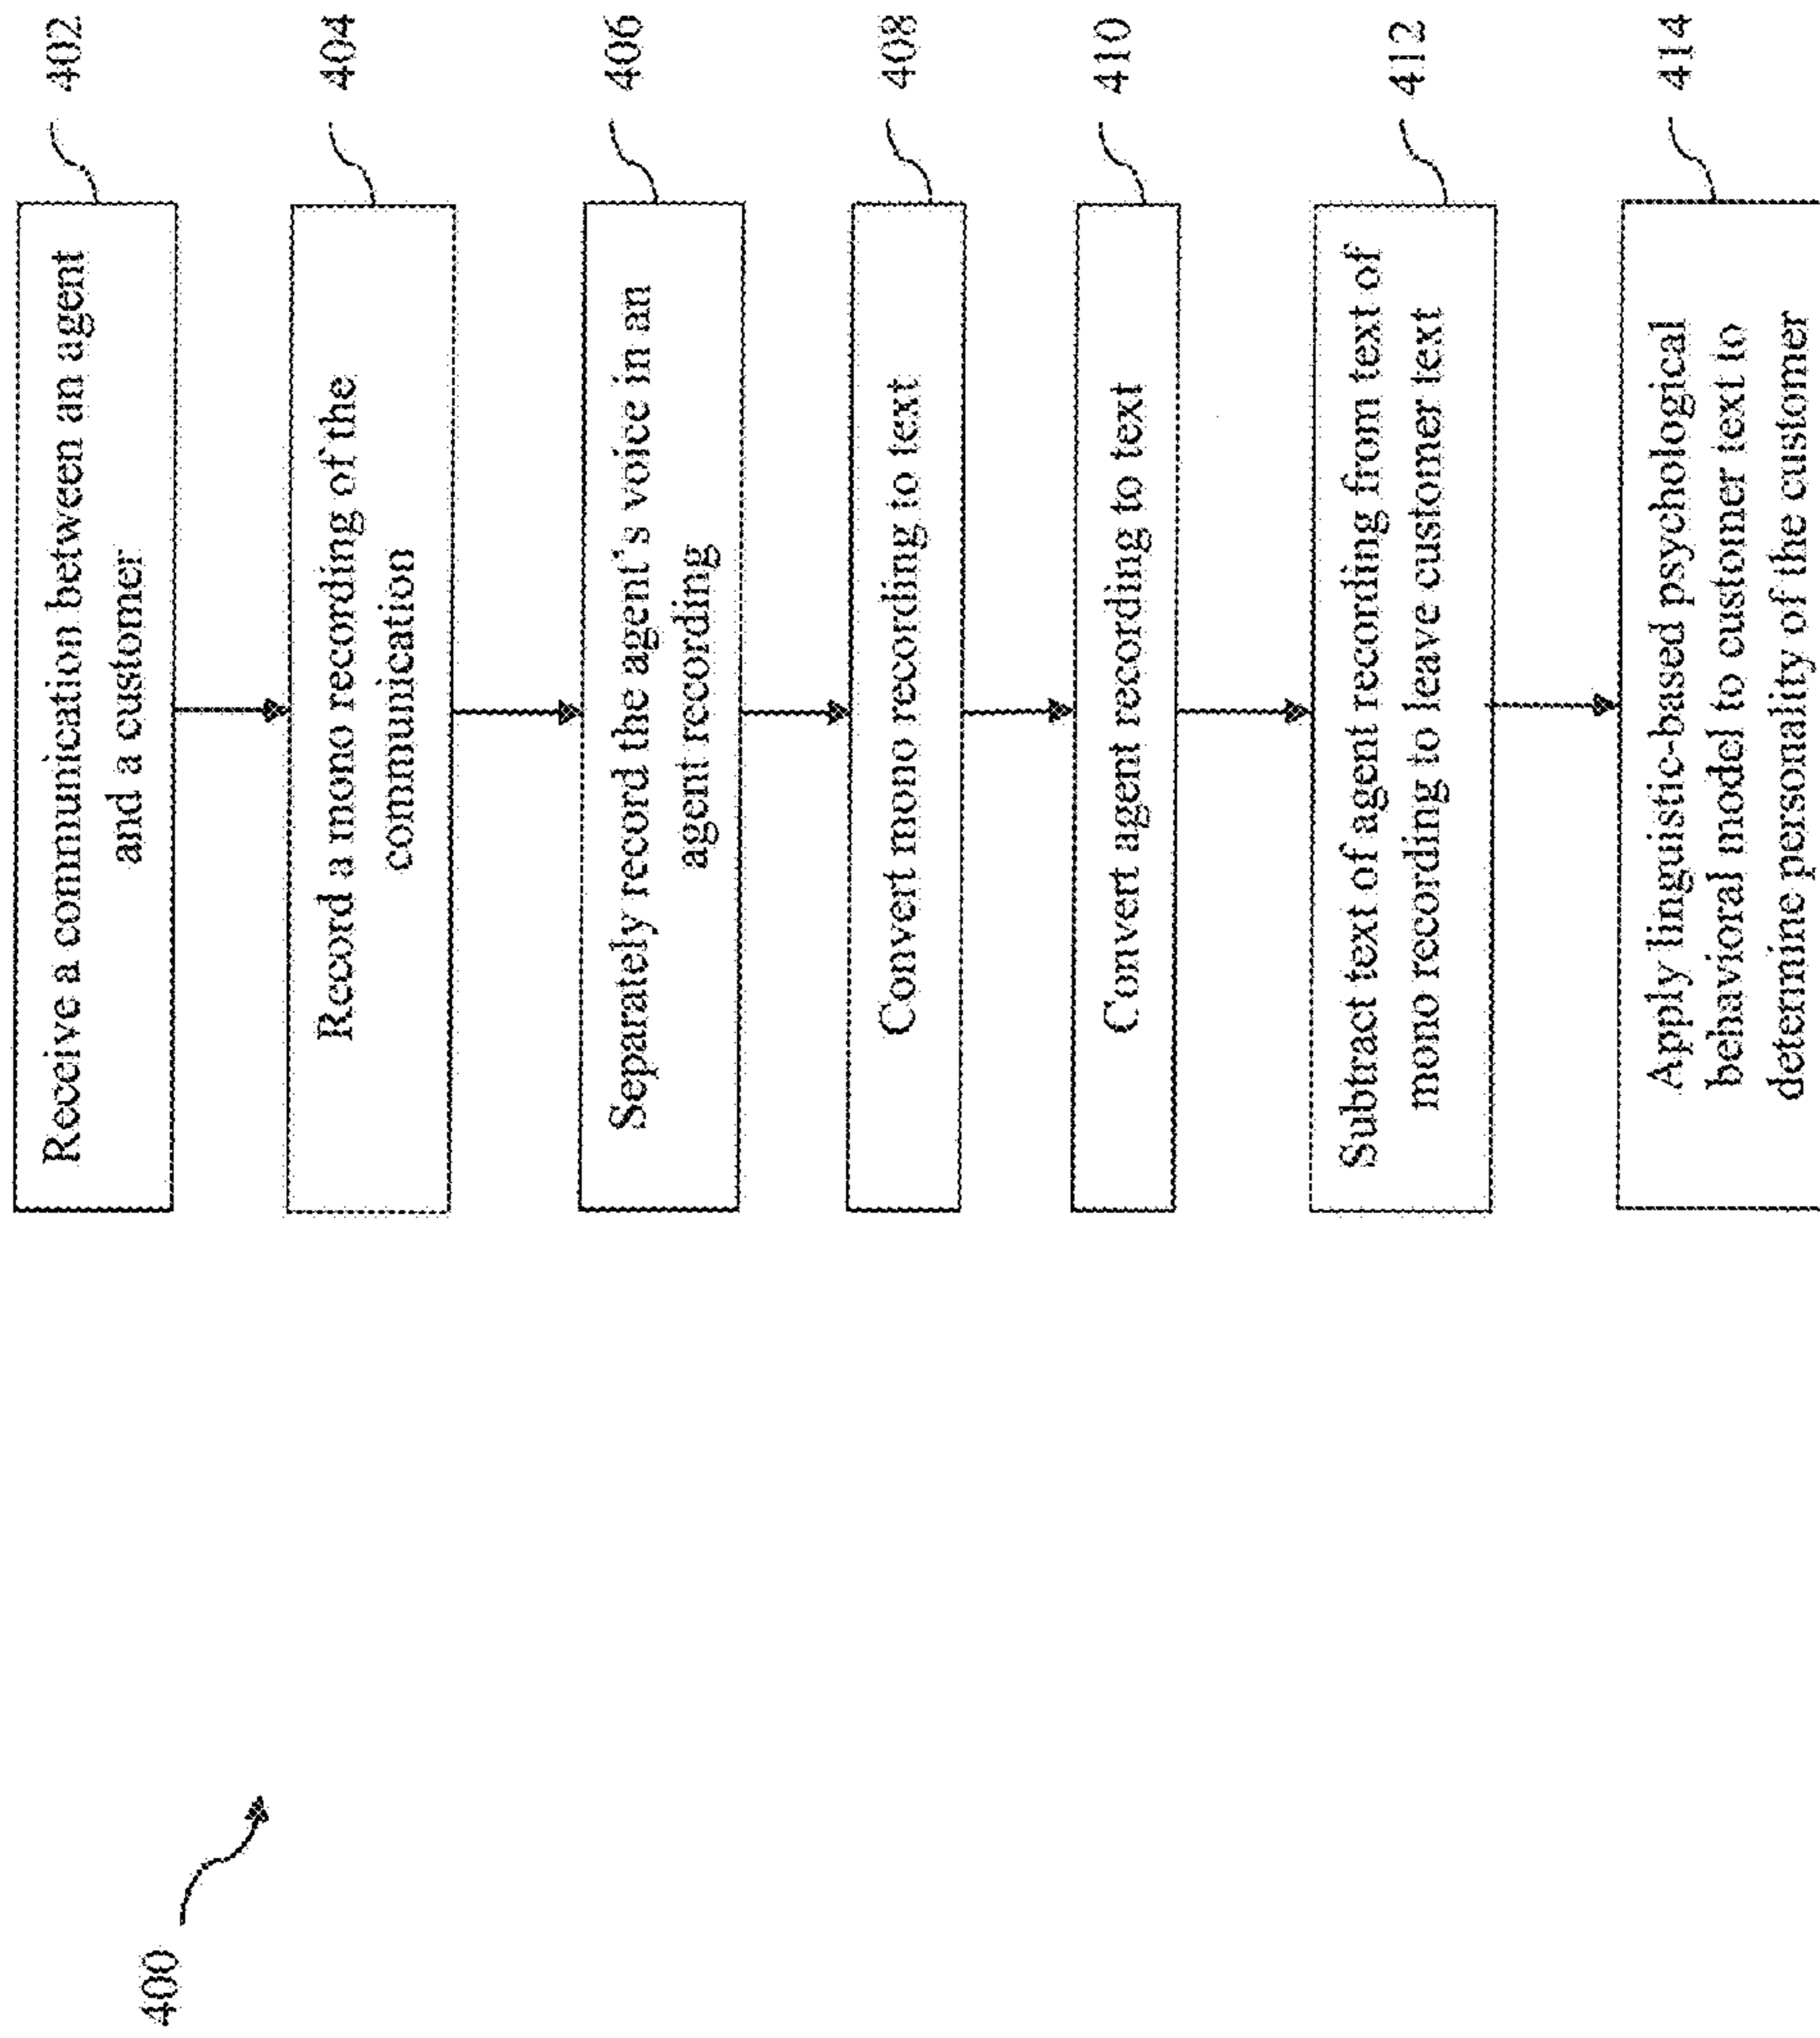 400
Receive a communication between an agent
and a customer
402
Record a mono recording of the
communication
404
Separately record the agent's voice in an
agent recording
406
Convert mono recording to text
408
Convert agent recording to text
410
Subtract text of agent recording from text of
mono recording to leave customer text
412
Apply linguistic-based psychological
behavioral model to customer text to
determine personality of the customer
414